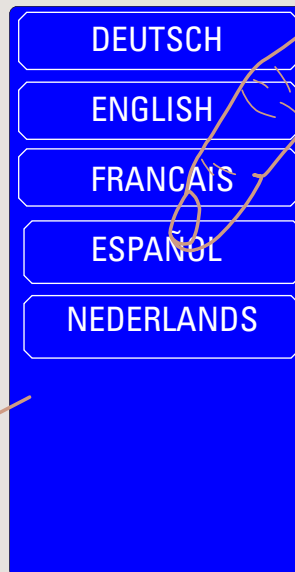 DEUTSCH
ENGLISH
FRANCAIS
ESPAÑOL
NEDERLANDS